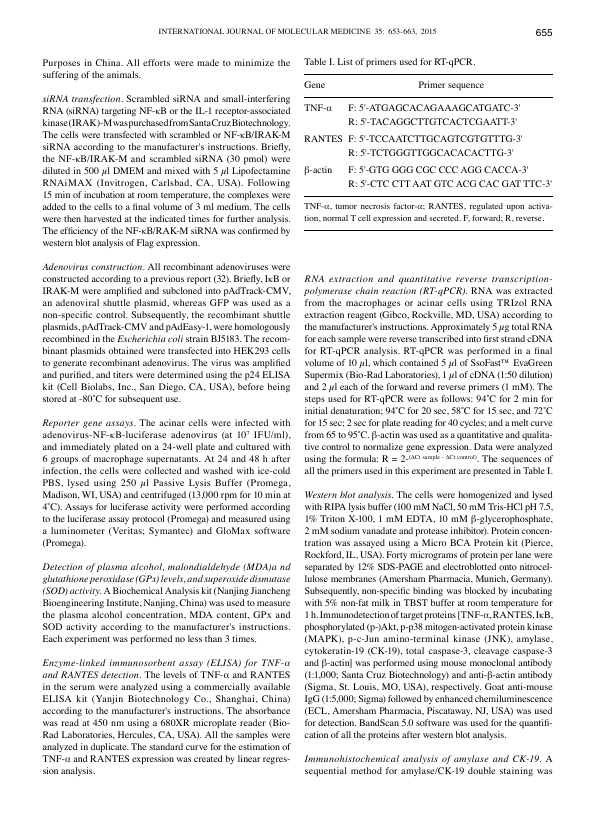 INTERNATIONAL JOURNAL OF MOLECULAR MEDICINE 35: 653-663, 2015
655
Purposes in China. All efforts were made to minimize the
suffering of the animals.
siRNA transfection. Scrambled siRNA and small-interfering
RNA (siRNA) targeting NF-κB or the IL-1 receptor-associated
kinase (IRAK)-M was purchased from Santa Cruz Biotechnology.
The cells were transfected with scrambled or NF-κB/IRAK-M
siRNA according to the manufacturer's instructions. Briefly,
the NF-κB/IRAK-M and scrambled siRNA (30 pmol) were
diluted in 500 µl DMEM and mixed with 5 µl Lipofectamine
RNAiMAX (Invitrogen, Carlsbad, CA, USA). Following
15 min of incubation at room temperature, the complexes were
added to the cells to a final volume of 3 ml medium. The cells
were then harvested at the indicated times for further analysis.
The efficiency of the NF-κB/RAK-M siRNA was confirmed by
western blot analysis of Flag expression.
Adenovirus construction. All recombinant adenoviruses were
constructed according to a previous report (32). Briefly, IκB or
IRAK-M were amplified and subcloned into pAdTrack-CMV,
an adenoviral shuttle plasmid, whereas GFP was used as a
non-specific control. Subsequently, the recombinant shuttle
plasmids, pAdTrack-CMV and pAdEasy-1, were homologously
recombined in the Escherichia coli strain BJ5183. The recom-
binant plasmids obtained were transfected into HEK293 cells
to generate recombinant adenovirus. The virus was amplified
and purified, and titers were determined using the p24 ELISA
kit (Cell Biolabs, Inc., San Diego, CA, USA), before being
stored at -80˚C for subsequent use.
Reporter gene assays. The acinar cells were infected with
adenovirus-NF-κB-luciferase adenovirus (at 10⁷ IFU/ml),
and immediately plated on a 24-well plate and cultured with
6 groups of macrophage supernatants. At 24 and 48 h after
infection, the cells were collected and washed with ice-cold
PBS, lysed using 250 µl Passive Lysis Buffer (Promega,
Madison, WI, USA) and centrifuged (13,000 rpm for 10 min at
4˚C). Assays for luciferase activity were performed according
to the luciferase assay protocol (Promega) and measured using
a luminometer (Veritas; Symantec) and GloMax software
(Promega).
Detection of plasma alcohol, malondialdehyde (MDA)a nd
glutathione peroxidase (GPx) levels, and superoxide dismutase
(SOD) activity. A Biochemical Analysis kit (Nanjing Jiancheng
Bioengineering Institute, Nanjing, China) was used to measure
the plasma alcohol concentration, MDA content, GPx and
SOD activity according to the manufacturer's instructions.
Each experiment was performed no less than 3 times.
Enzyme-linked immunosorbent assay (ELISA) for TNF-α
and RANTES detection. The levels of TNF-α and RANTES
in the serum were analyzed using a commercially available
ELISA kit (Yanjin Biotechnology Co., Shanghai, China)
according to the manufacturer's instructions. The absorbance
was read at 450 nm using a 680XR microplate reader (Bio-
Rad Laboratories, Hercules, CA, USA). All the samples were
analyzed in duplicate. The standard curve for the estimation of
TNF-α and RANTES expression was created by linear regres-
sion analysis.
Table I. List of primers used for RT-qPCR.
Gene Primer sequence
TNF-α F: 5'-ATGAGCACAGAAAGCATGATC-3'
R: 5'-TACAGGCTTGTCACTCGAATT-3'
RANTES F: 5'-TCCAATCTTGCAGTCGTGTTTG-3'
R: 5'-TCTGGGTTGGCACACACTTG-3'
β-actin F: 5'-GTG GGG CGC CCC AGG CACCA-3'
R: 5'-CTC CTT AAT GTC ACG CAC GAT TTC-3'
TNF-α, tumor necrosis factor-α; RANTES, regulated upon activa-
tion, normal T cell expression and secreted. F, forward; R, reverse.
RNA extraction and quantitative reverse transcription-
polymerase chain reaction (RT-qPCR). RNA was extracted
from the macrophages or acinar cells using TRIzol RNA
extraction reagent (Gibco, Rockville, MD, USA) according to
the manufacturer's instructions. Approximately 5 µg total RNA
for each sample were reverse transcribed into first strand cDNA
for RT-qPCR analysis. RT-qPCR was performed in a final
volume of 10 µl, which contained 5 µl of SsoFast™ EvaGreen
Supermix (Bio-Rad Laboratories), 1 µl of cDNA (1:50 dilution)
and 2 µl each of the forward and reverse primers (1 mM). The
steps used for RT-qPCR were as follows: 94˚C for 2 min for
initial denaturation; 94˚C for 20 sec, 58˚C for 15 sec, and 72˚C
for 15 sec; 2 sec for plate reading for 40 cycles; and a melt curve
from 65 to 95˚C. β-actin was used as a quantitative and qualita-
tive control to normalize gene expression. Data were analyzed
using the formula: R = 2-(ΔCt sample - ΔCt control). The sequences of
all the primers used in this experiment are presented in Table I.
Western blot analysis. The cells were homogenized and lysed
with RIPA lysis buffer (100 mM NaCl, 50 mM Tris-HCl pH 7.5,
1% Triton X-100, 1 mM EDTA, 10 mM β-glycerophosphate,
2 mM sodium vanadate and protease inhibitor). Protein concen-
tration was assayed using a Micro BCA Protein kit (Pierce,
Rockford, IL, USA). Forty micrograms of protein per lane were
separated by 12% SDS-PAGE and electroblotted onto nitrocel-
lulose membranes (Amersham Pharmacia, Munich, Germany).
Subsequently, non-specific binding was blocked by incubating
with 5% non-fat milk in TBST buffer at room temperature for
1 h. Immunodetection of target proteins [TNF-α, RANTES, IκB,
phosphorylated (p-)Akt, p-p38 mitogen-activated protein kinase
(MAPK), p-c-Jun amino-terminal kinase (JNK), amylase,
cytokeratin-19 (CK-19), total caspase-3, cleavage caspase-3
and β-actin] was performed using mouse monoclonal antibody
(1:1,000; Santa Cruz Biotechnology) and anti-β-actin antibody
(Sigma, St. Louis, MO, USA), respectively. Goat anti-mouse
IgG (1:5,000; Sigma) followed by enhanced chemiluminescence
(ECL, Amersham Pharmacia, Piscataway, NJ, USA) was used
for detection. BandScan 5.0 software was used for the quantifi-
cation of all the proteins after western blot analysis.
Immunohistochemical analysis of amylase and CK-19. A
sequential method for amylase/CK-19 double staining was